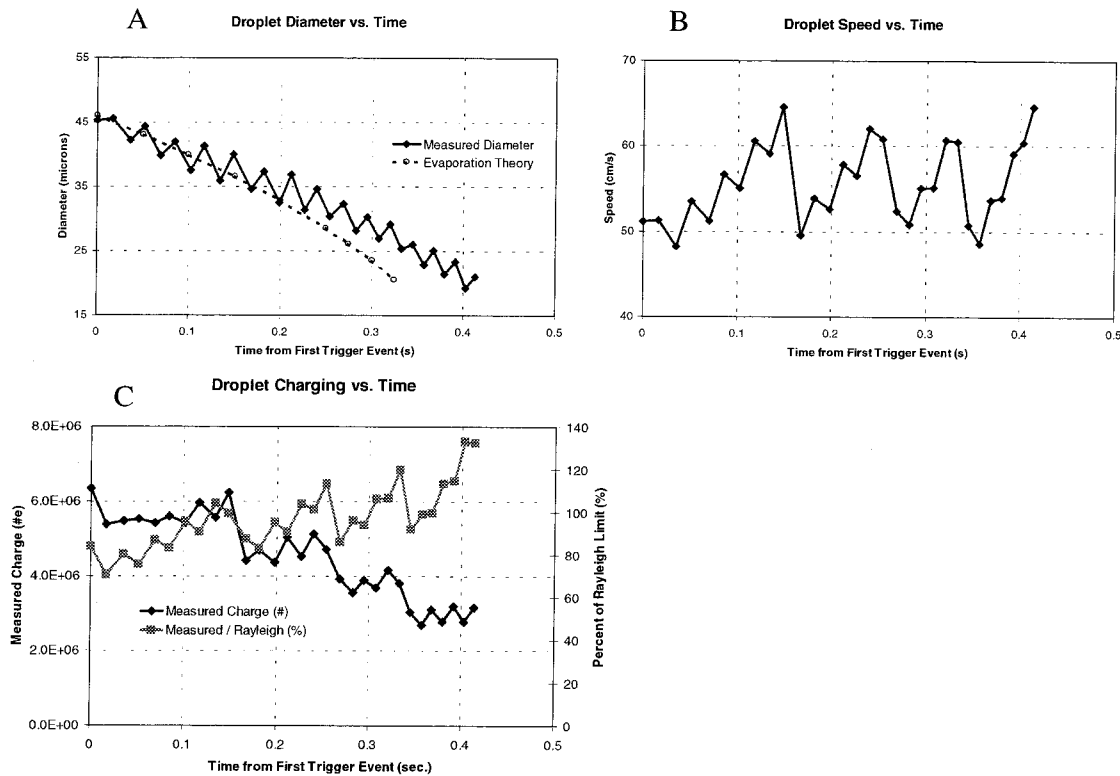 A
Droplet Diameter vs. Time
55
45
35
25
15
Diameter (microns)
Measured Diameter
Evaporation Theory
0
0.1
0.2
0.3
0.4
0.5
Time from First Trigger Event (s)
B
Droplet Speed vs. Time
70
60
50
40
Speed (cm/s)
0
0.1
0.2
0.3
0.4
0.5
Time from First Trigger Event (s)
C
Droplet Charging vs. Time
8.0E+06
6.0E+06
4.0E+06
2.0E+06
0.0E+00
Measured Charge (#e)
Measured Charge (#)
Measured / Rayleigh (%)
140
120
100
80
60
40
20
0
Percent of Rayleigh Limit (%)
0
0.1
0.2
0.3
0.4
0.5
Time from First Trigger Event (sec.)